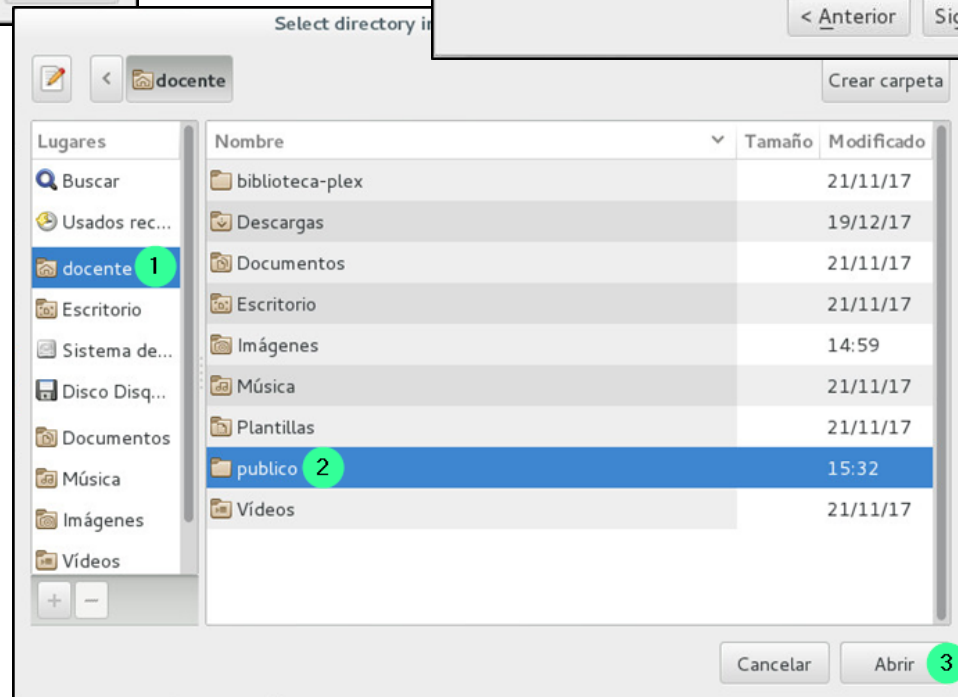 < Anterior
Select directory
docente
Crear carpeta
Lugares
Nombre
Tamaño
Modificado
Buscar
biblioteca-plex
21/11/17
Usados rec...
Descargas
19/12/17
docente 1
Documentos
21/11/17
Escritorio
Escritorio
21/11/17
Sistema de...
Imágenes
14:59
Disco Disq...
Música
21/11/17
Documentos
Plantillas
21/11/17
Música
publico 2
15:32
Imágenes
Vídeos
21/11/17
Vídeos
Cancelar
Abrir 3